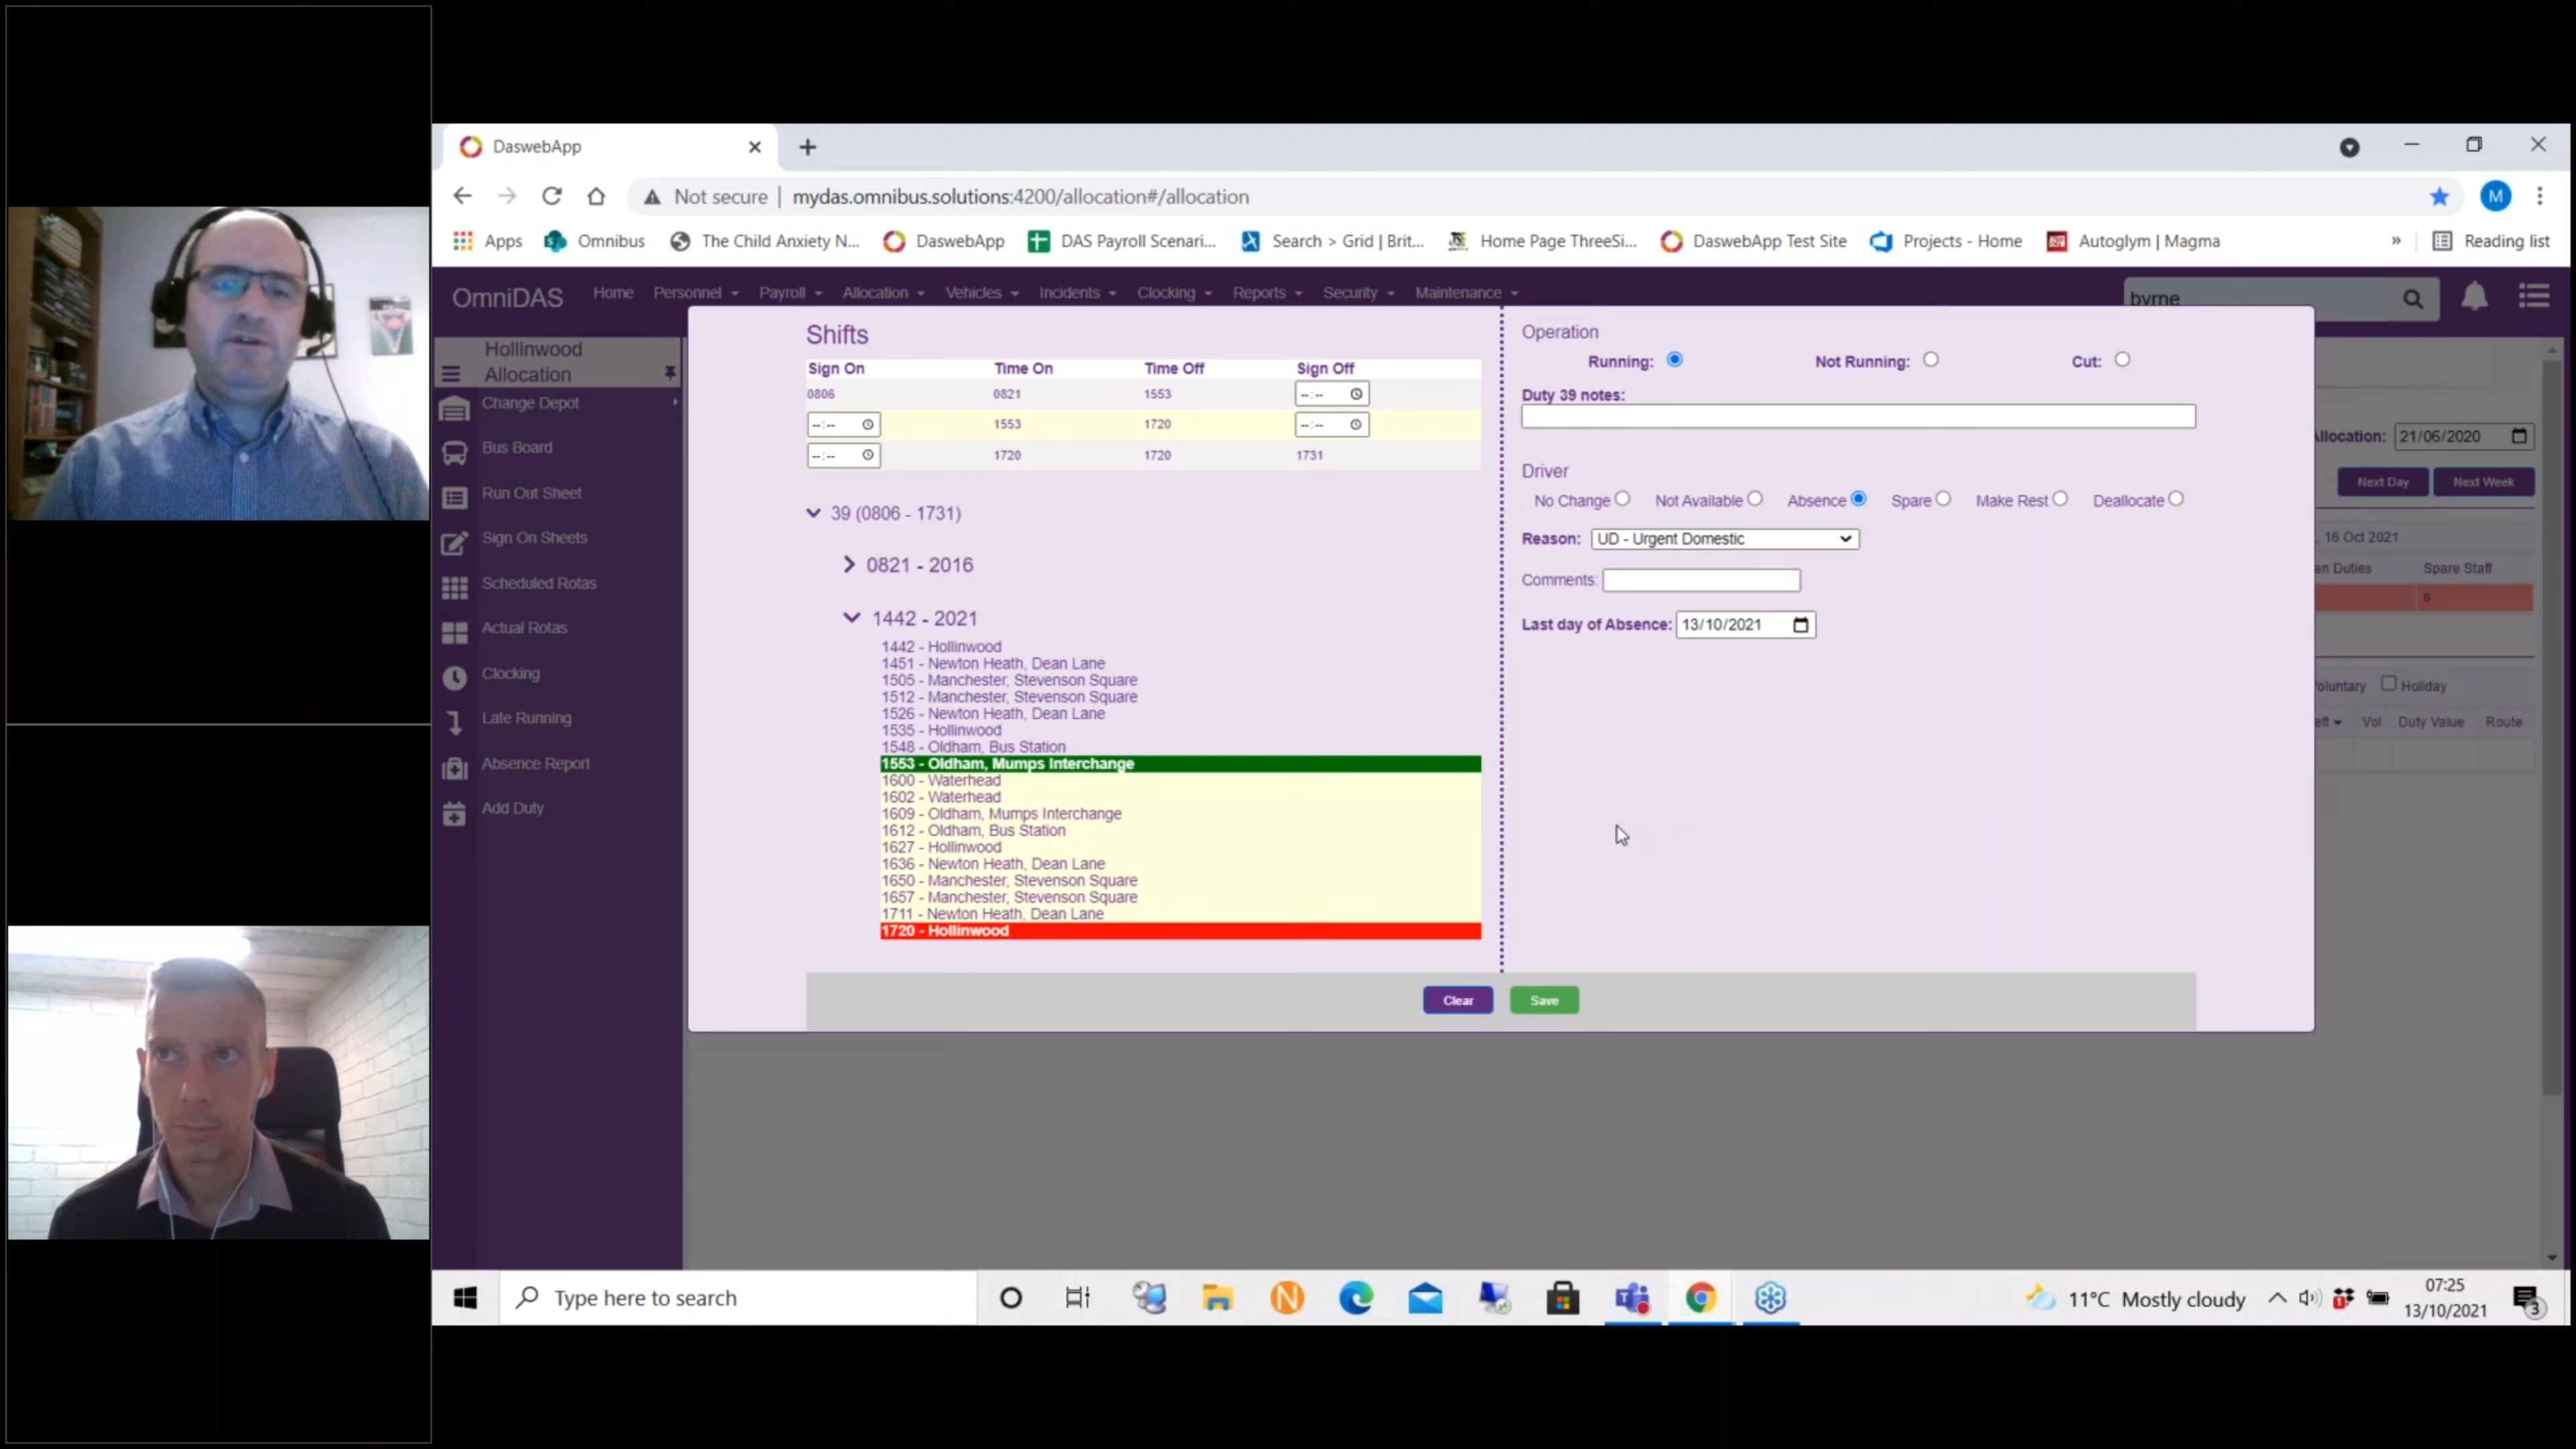 DaswebApp
Not secure | mydas.omnibus.solutions:4200/allocation#/allocation
M
Apps Omnibus The Child Anxiety N... DaswebApp DAS Payroll Scenari... Search > Grid | Brit... Home Page ThreeSi... DaswebApp Test Site Projects - Home Autoglym | Magma » Reading list
OmniDAS Home Personnel Payroll Allocation Vehicles Incidents Clocking Reports Security Maintenance byrne
Hollinwood
Allocation
Change Depot
Bus Board
Run Out Sheet
Sign On Sheets
Scheduled Rotas
Actual Rotas
Clocking
Late Running
Absence Report
Add Duty
Shifts
Sign On Time On Time Off Sign Off
0806 0821 1553 --:--
--:-- 1553 1720 --:--
--:-- 1720 1720 1731
39 (0806 - 1731)
0821 - 2016
1442 - 2021
1442 - Hollinwood
1451 - Newton Heath, Dean Lane
1505 - Manchester, Stevenson Square
1512 - Manchester, Stevenson Square
1526 - Newton Heath, Dean Lane
1535 - Hollinwood
1548 - Oldham, Bus Station
1553 - Oldham, Mumps Interchange
1600 - Waterhead
1602 - Waterhead
1609 - Oldham, Mumps Interchange
1612 - Oldham, Bus Station
1627 - Hollinwood
1636 - Newton Heath, Dean Lane
1650 - Manchester, Stevenson Square
1657 - Manchester, Stevenson Square
1711 - Newton Heath, Dean Lane
1720 - Hollinwood
Operation
Running: Not Running: Cut:
Duty 39 notes:
Driver
No Change Not Available Absence Spare Make Rest Deallocate
Reason: UD - Urgent Domestic
Comments:
Last day of Absence: 13/10/2021
Clear Save
llocation: 21/06/2020
Next Day Next Week
, 16 Oct 2021
en Duties Spare Staff
6
oluntary Holiday
eft Vol Duty Value Route
Type here to search
11°C Mostly cloudy
07:25
13/10/2021
3